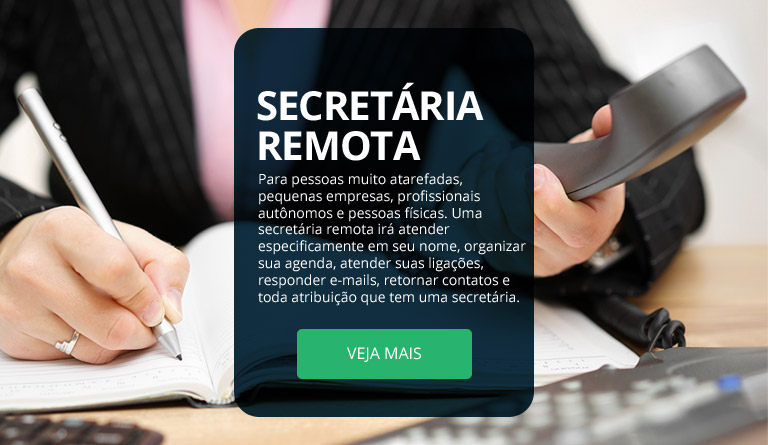 SECRETÁRIA
REMOTA
Para pessoas muito atarefadas,
pequenas empresas, profissionais
autônomos e pessoas físicas. Uma
secretária remota irá atender
especificamente em seu nome, organizar
sua agenda, atender suas ligações,
responder e-mails, retornar contatos e
toda atribuição que tem uma secretária.
VEJA MAIS